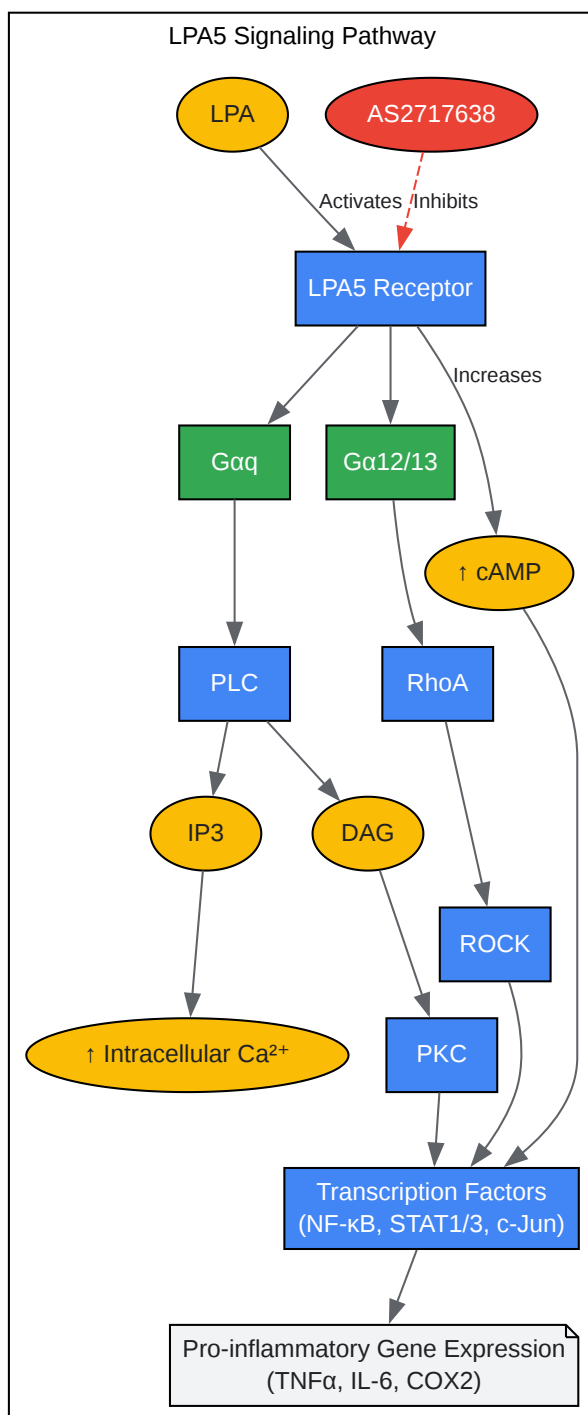 LPA5 Signaling Pathway
LPA
AS2717638
Activates
Inhibits
LPA5 Receptor
Increases
Gαq
Gα12/13
↑ cAMP
PLC
RhoA
IP3
DAG
ROCK
↑ Intracellular Ca²⁺
PKC
Transcription Factors
(NF-κB, STAT1/3, c-Jun)
Pro-inflammatory Gene Expression
(TNFα, IL-6, COX2)